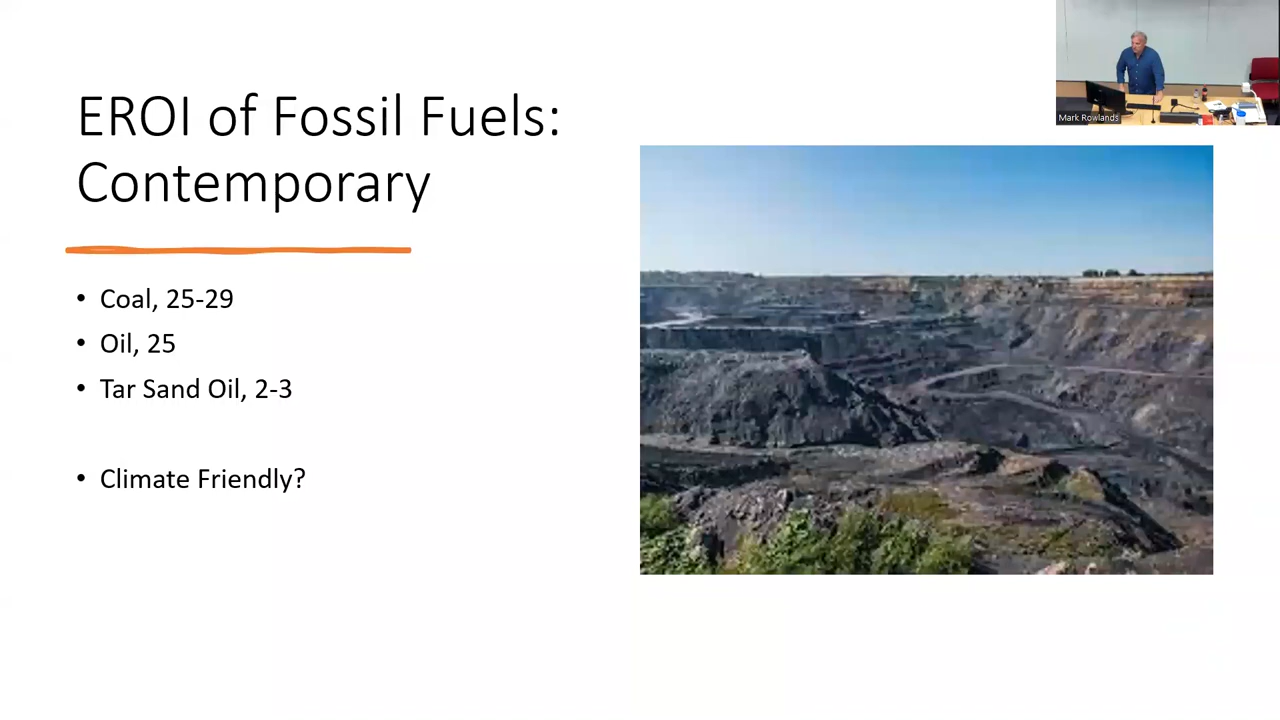 EROI of Fossil Fuels:
Contemporary
• Coal, 25-29
• Oil, 25
• Tar Sand Oil, 2-3
• Climate Friendly?
Mark Rowlands